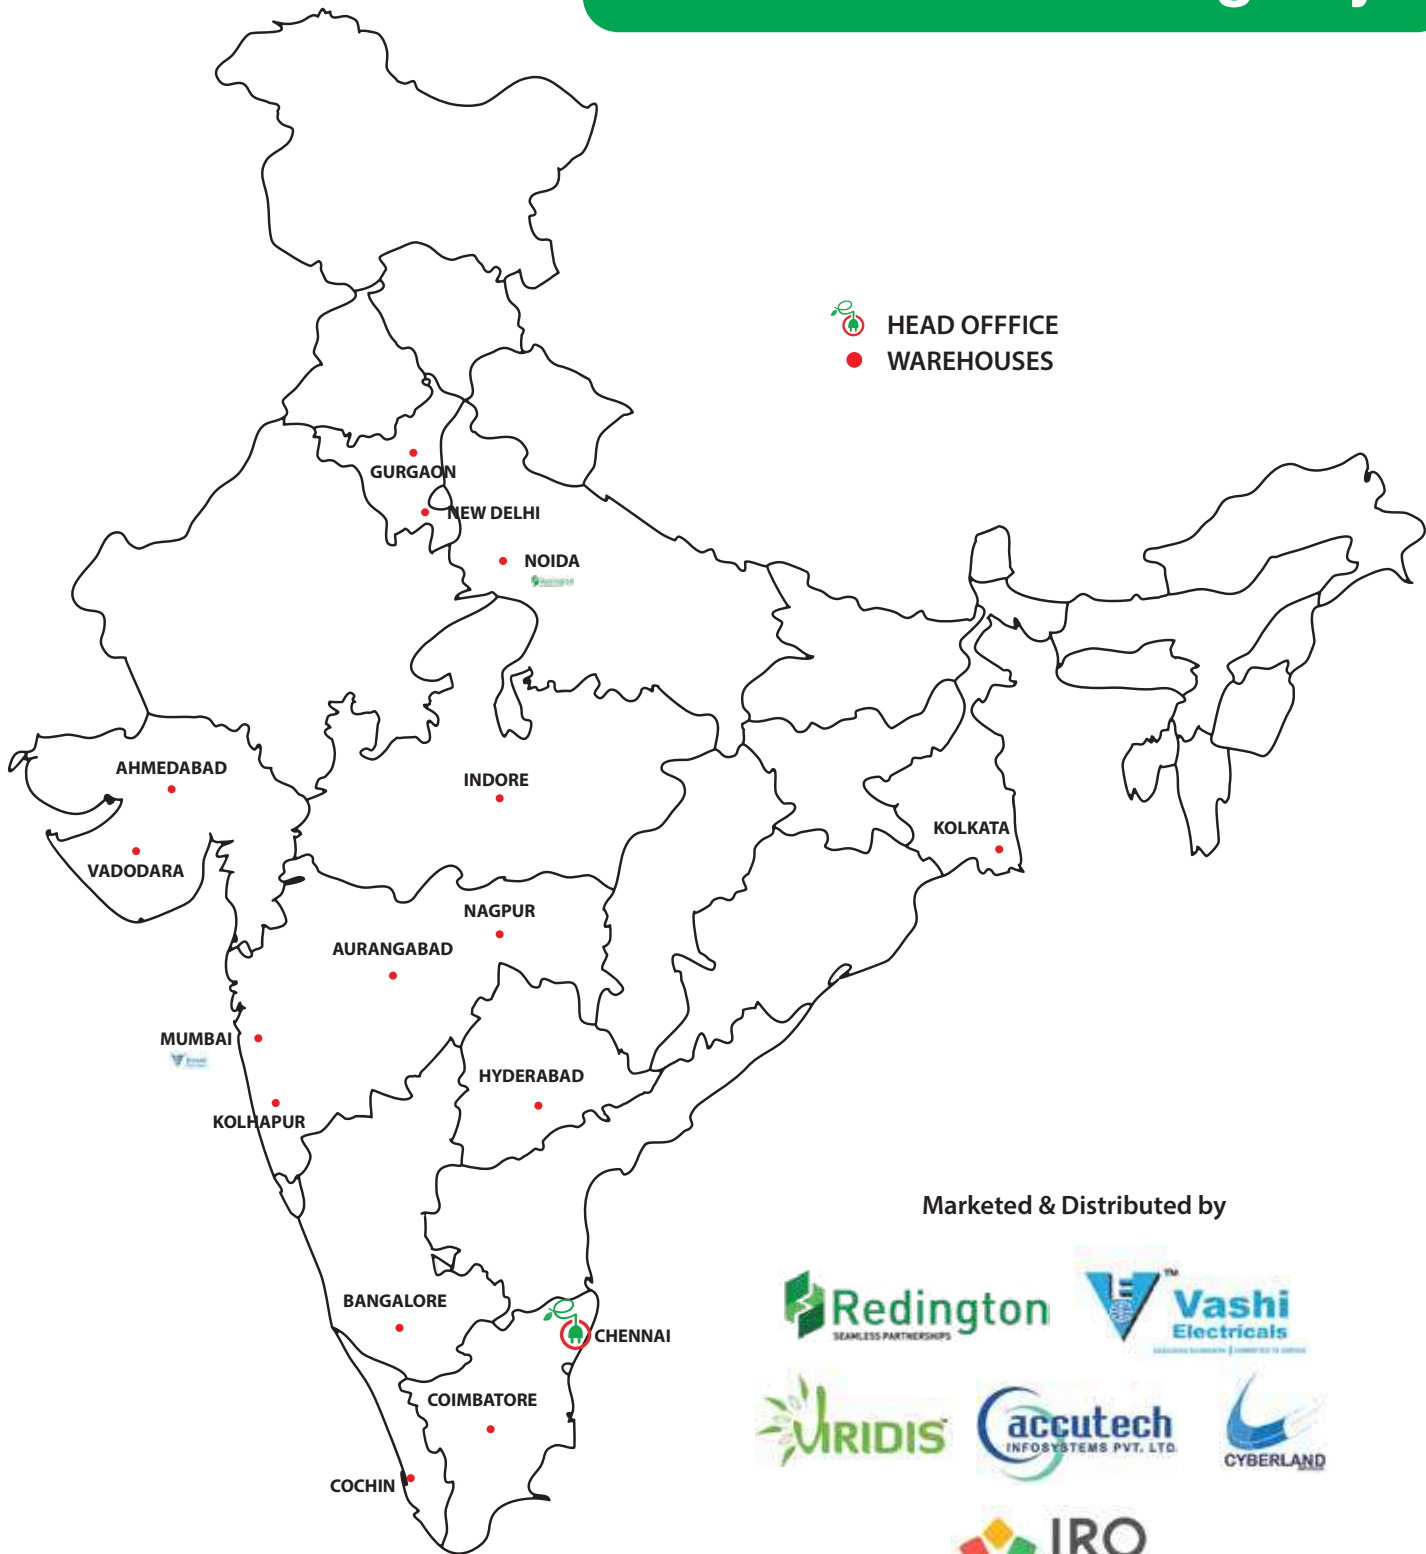 HEAD OFFFICE
WAREHOUSES
GURGAON
NEW DELHI
NOIDA
AHMEDABAD
INDORE
VADODARA
KOLKATA
NAGPUR
AURANGABAD
MUMBAI
HYDERABAD
KOLHAPUR
Marketed & Distributed by
BANGALORE
CHENNAI
COIMBATORE
COCHIN
Redington
SEAMLESS PARTNERSHIPS
Vashi
Electricals
VIRIDIS
accutech
INFOSYSTEMS PVT. LTD.
CYBERLAND
IRO